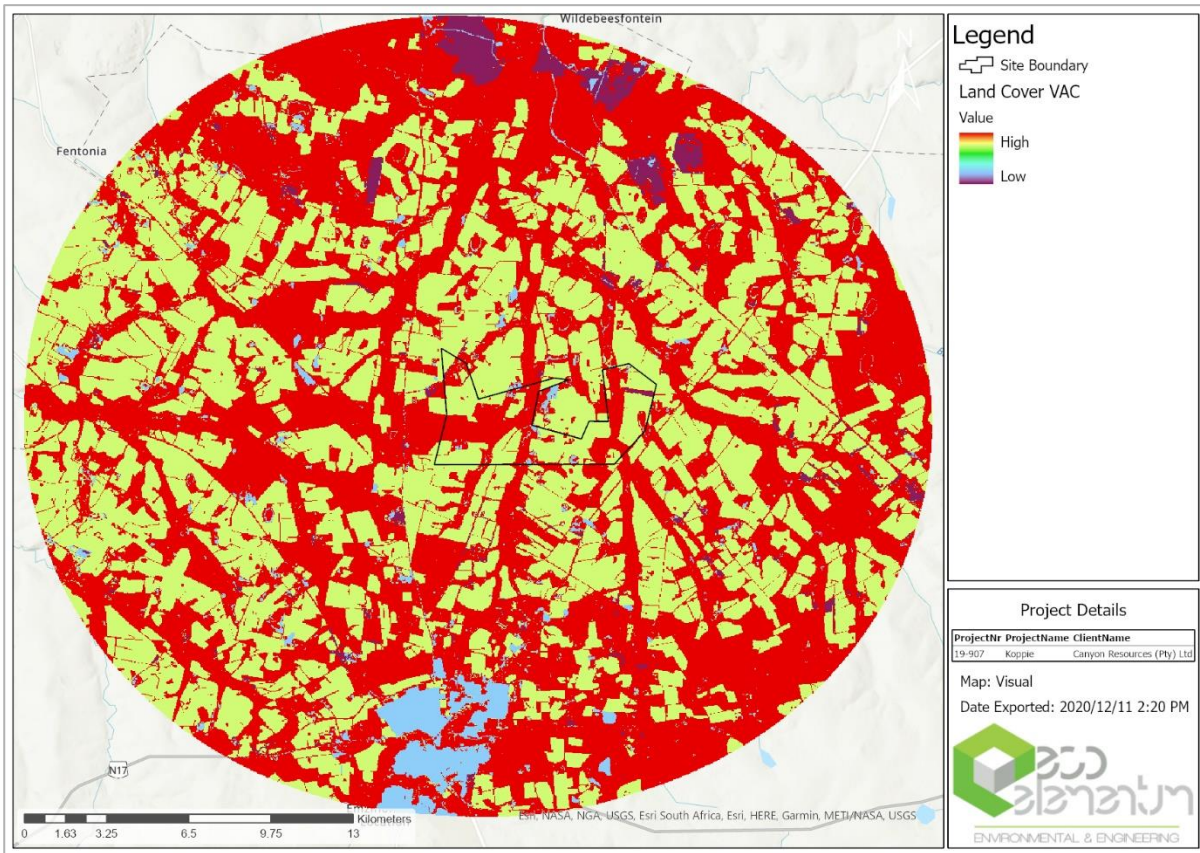 Wildebeesfontein
N
Fentonia
N17
0 1.63 3.25 6.5 9.75 13 Kilometers
Esri, NASA, NGA, USGS, Esri South Africa, Esri, HERE, Garmin, METI/NASA, USGS
Legend
Site Boundary
Land Cover VAC
Value
High
Low
Project Details
ProjectNr ProjectName ClientName
19-907 Koppie Canyon Resources (Pty) Ltd
Map: Visual
Date Exported: 2020/12/11 2:20 PM
eco
elementum
ENVIRONMENTAL & ENGINEERING